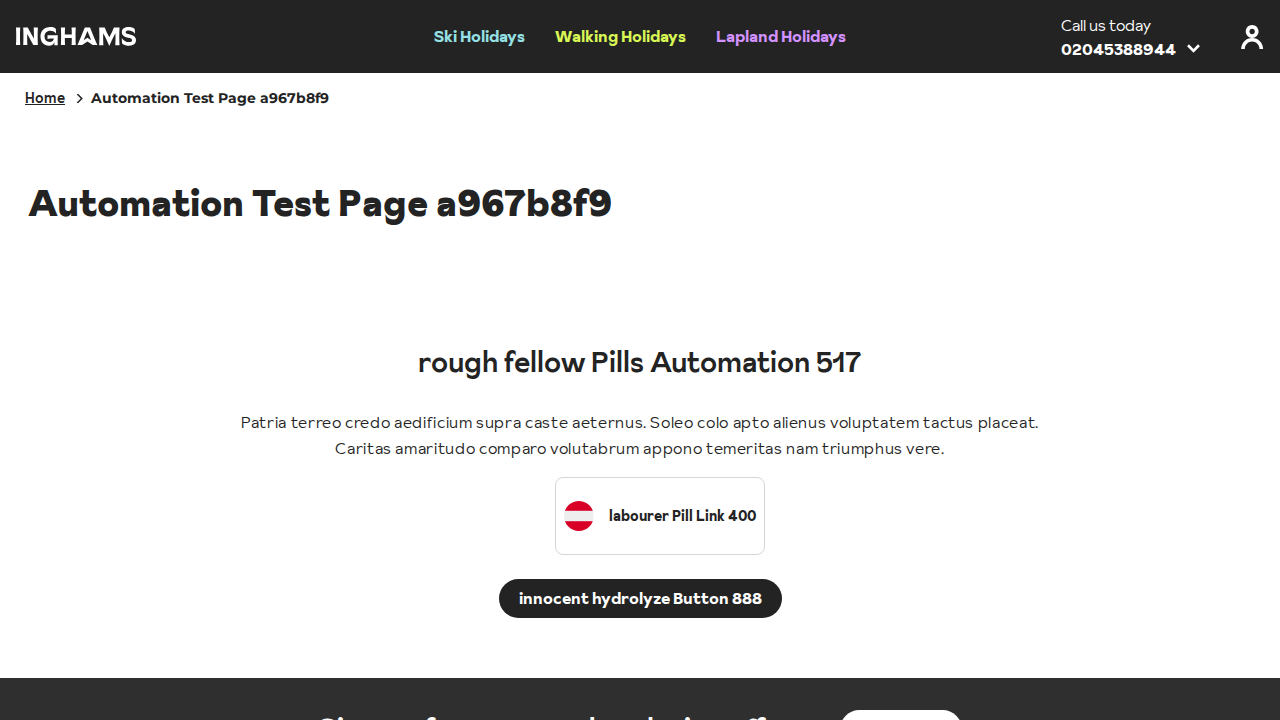 INGHAMS
Ski Holidays
Walking Holidays
Lapland Holidays
Call us today
02045388944
Home
Automation Test Page a967b8f9
Automation Test Page a967b8f9
rough fellow Pills Automation 517
Patria terreo credo aedificium supra caste aeternus. Soleo colo apto alienus voluptatem tactus placeat.
Caritas amaritudo comparo volutabrum appono temeritas nam triumphus vere.
labourer Pill Link 400
innocent hydrolyze Button 888